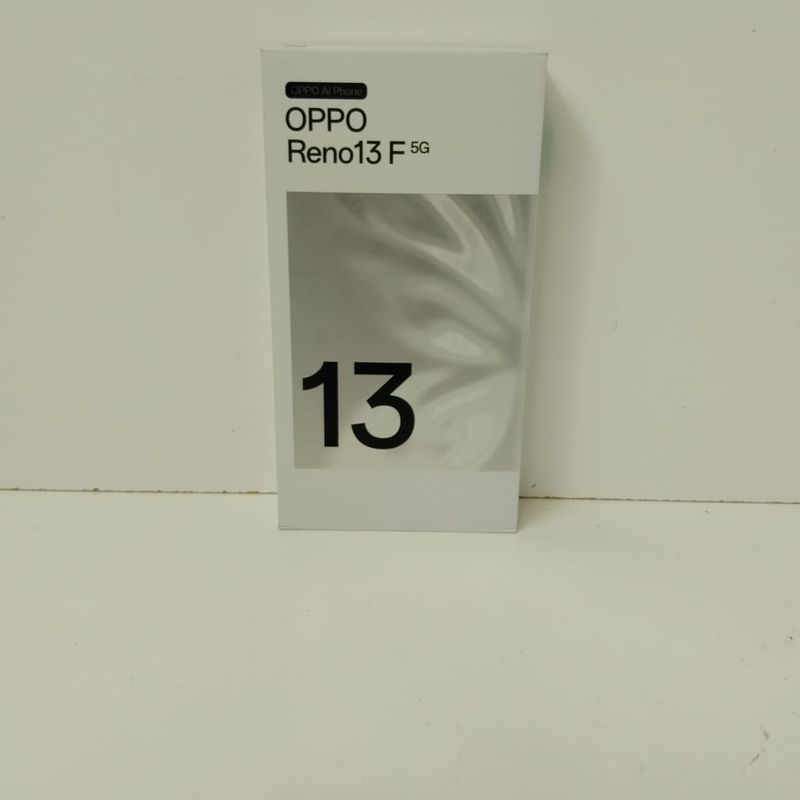 OPPO AI Phone
OPPO
Reno13 F 5G
13